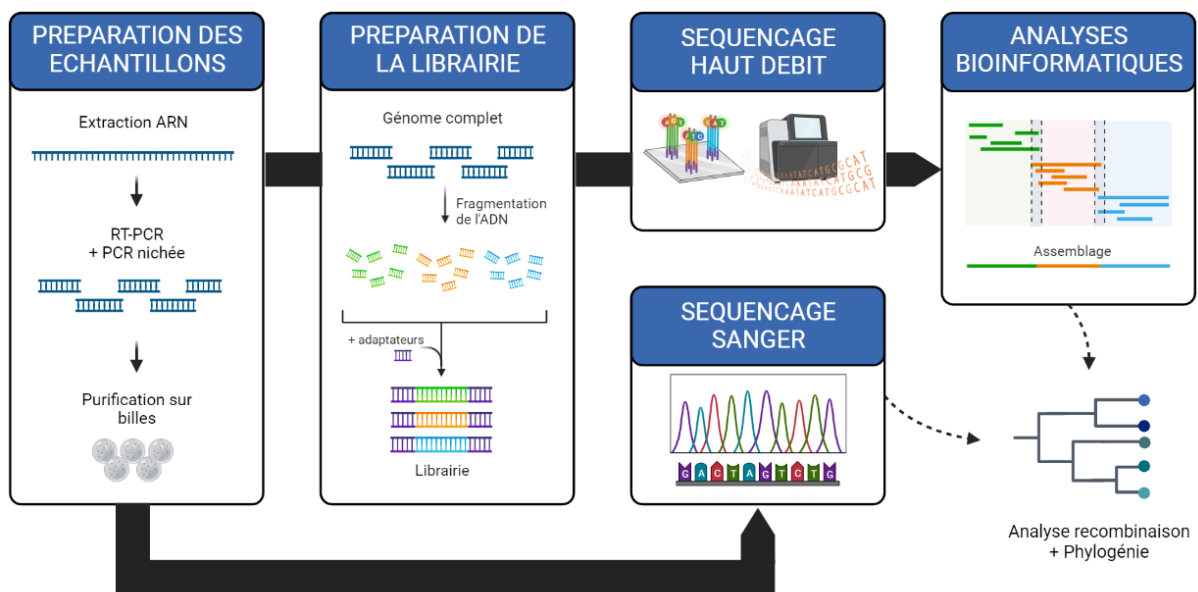 PREPARATION DES
ECHANTILLONS
Extraction ARN
RT-PCR
+ PCR nichée
Purification sur
billes
PREPARATION DE
LA LIBRAIRIE
Génome complet
Fragmentation
de l'ADN
+ adaptateurs
Librairie
SEQUENCAGE
HAUT DEBIT
SEQUENCAGE
SANGER
G A C T A G T C T G
ANALYSES
BIOINFORMATIQUES
Assemblage
Analyse recombinaison
+ Phylogénie